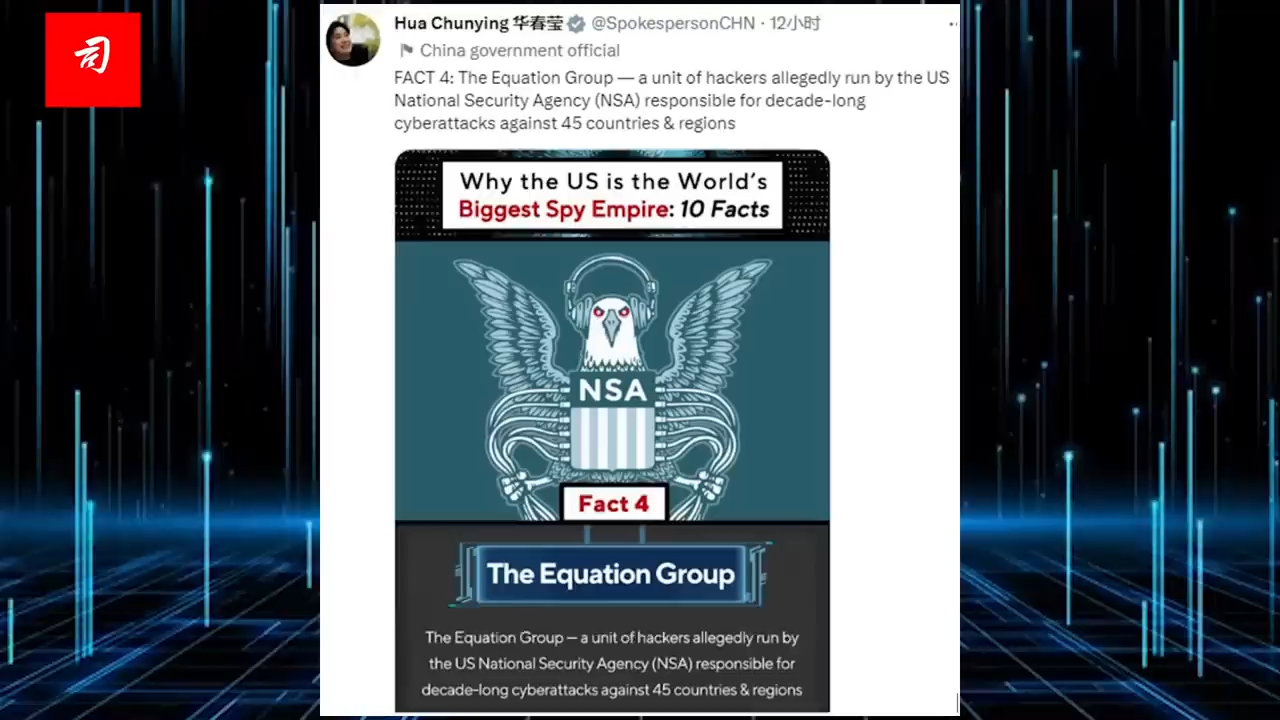 司
Hua Chunying 华春莹 @SpokespersonCHN · 12小时
China government official
FACT 4: The Equation Group — a unit of hackers allegedly run by the US
National Security Agency (NSA) responsible for decade-long
cyberattacks against 45 countries & regions
Why the US is the World's
Biggest Spy Empire: 10 Facts
NSA
Fact 4
The Equation Group
The Equation Group — a unit of hackers allegedly run by
the US National Security Agency (NSA) responsible for
decade-long cyberattacks against 45 countries & regions